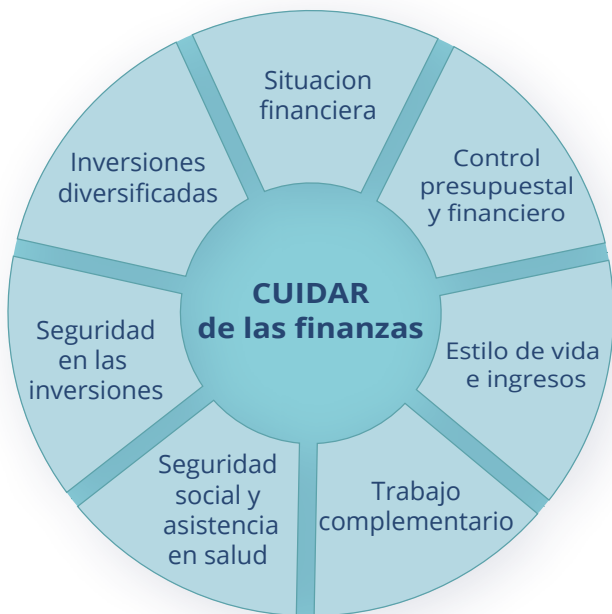 Situacion
financiera
Control
presupuestal
y financiero
Estilo de vida
e ingresos
Trabajo
complementario
Seguridad
social y
asistencia
en salud
Seguridad
en las
inversiones
Inversiones
diversificadas
CUIDAR
de las finanzas